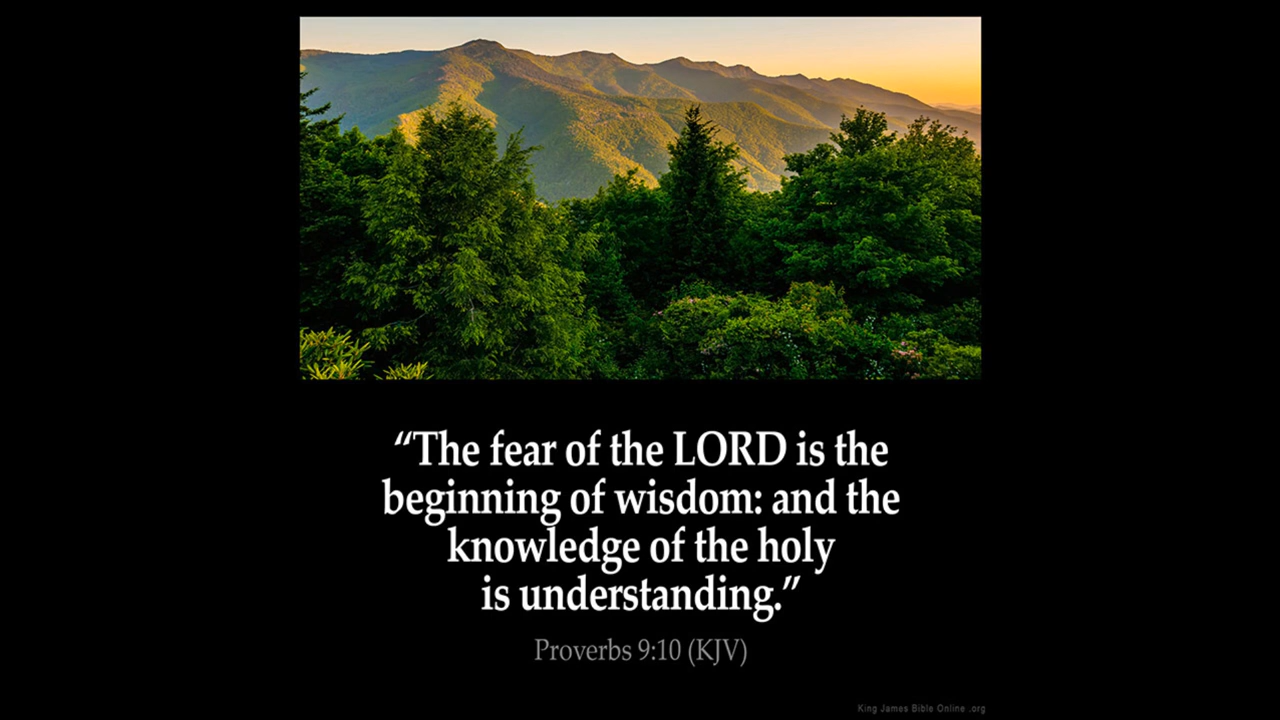 “The fear of the LORD is the
beginning of wisdom: and the
knowledge of the holy
is understanding.”
Proverbs 9:10 (KJV)
King James Bible Online .org